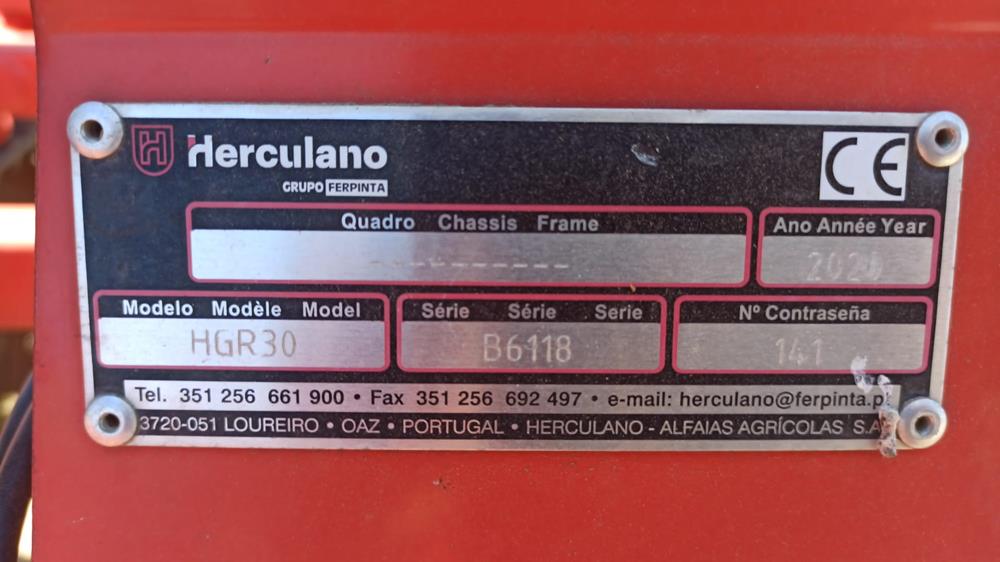 H Herculano
GRUPO FERPINTA
CE
Quadro Chassis Frame
----------
Ano Année Year
2020
Modelo Modèle Model
HGR30
Série Série Serie
B6118
Nº Contraseña
141
Tel. 351 256 661 900 • Fax 351 256 692 497 • e-mail: herculano@ferpinta.pt
3720-051 LOUREIRO • OAZ • PORTUGAL • HERCULANO - ALFAIAS AGRÍCOLAS S.A.